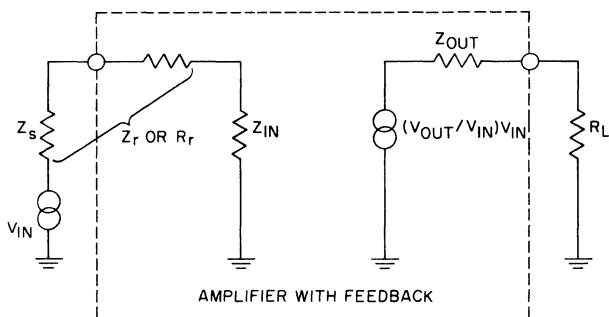 Z_OUT
Z_s
Z_r OR R_r
Z_IN
(V_OUT/V_IN)V_IN
R_L
V_IN
AMPLIFIER WITH FEEDBACK